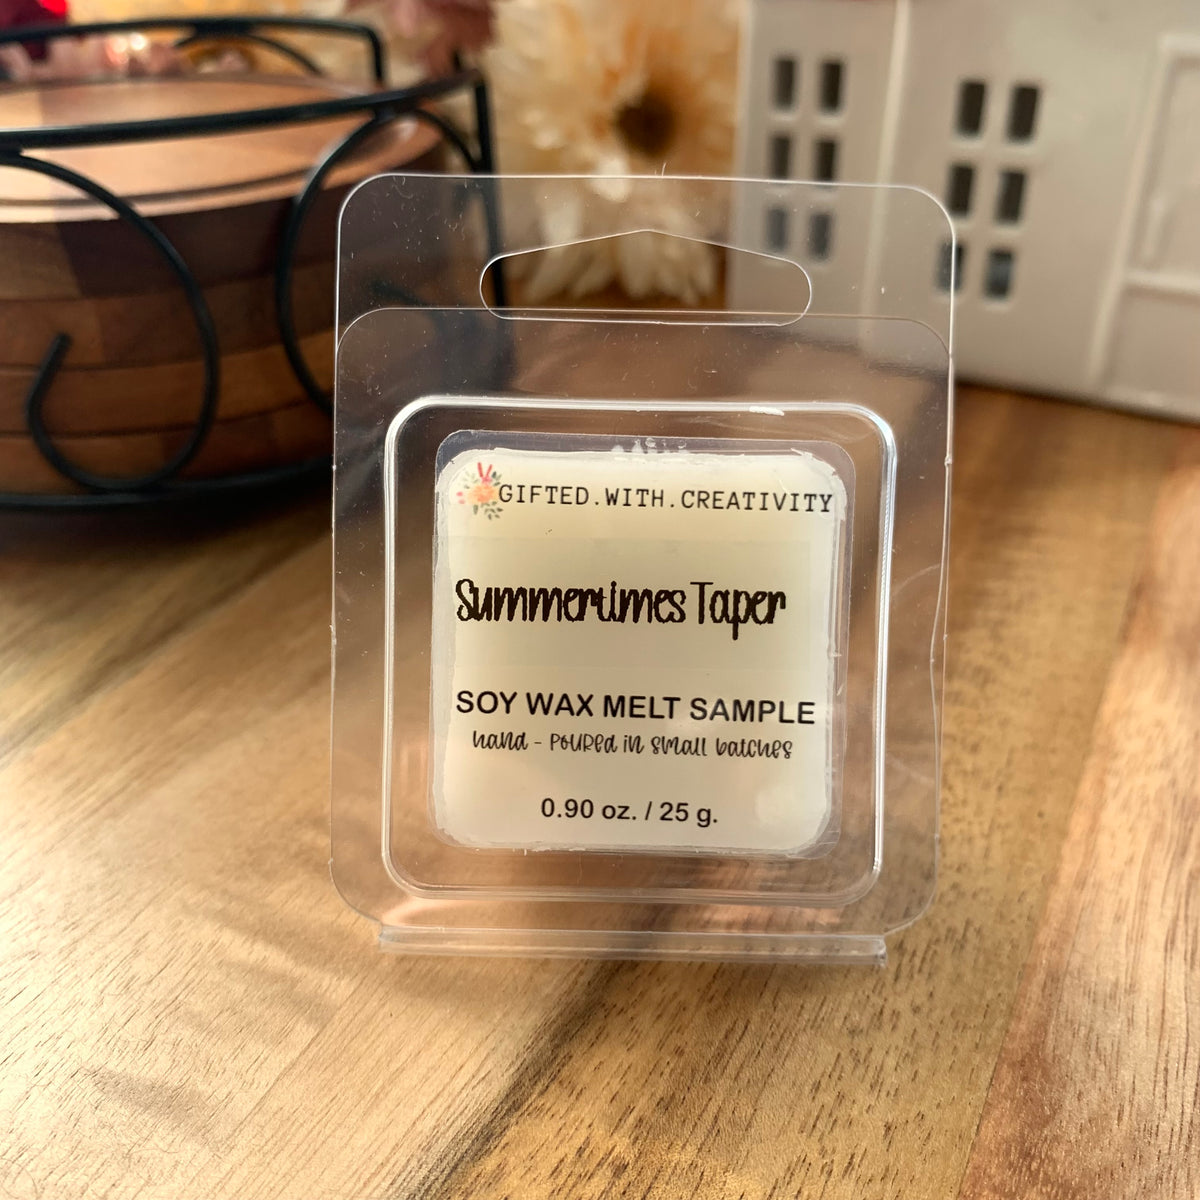 GIFTED.WITH.CREATIVITY
Summertimes Taper
SOY WAX MELT SAMPLE
hand - poured in small batches
0.90 oz. / 25 g.